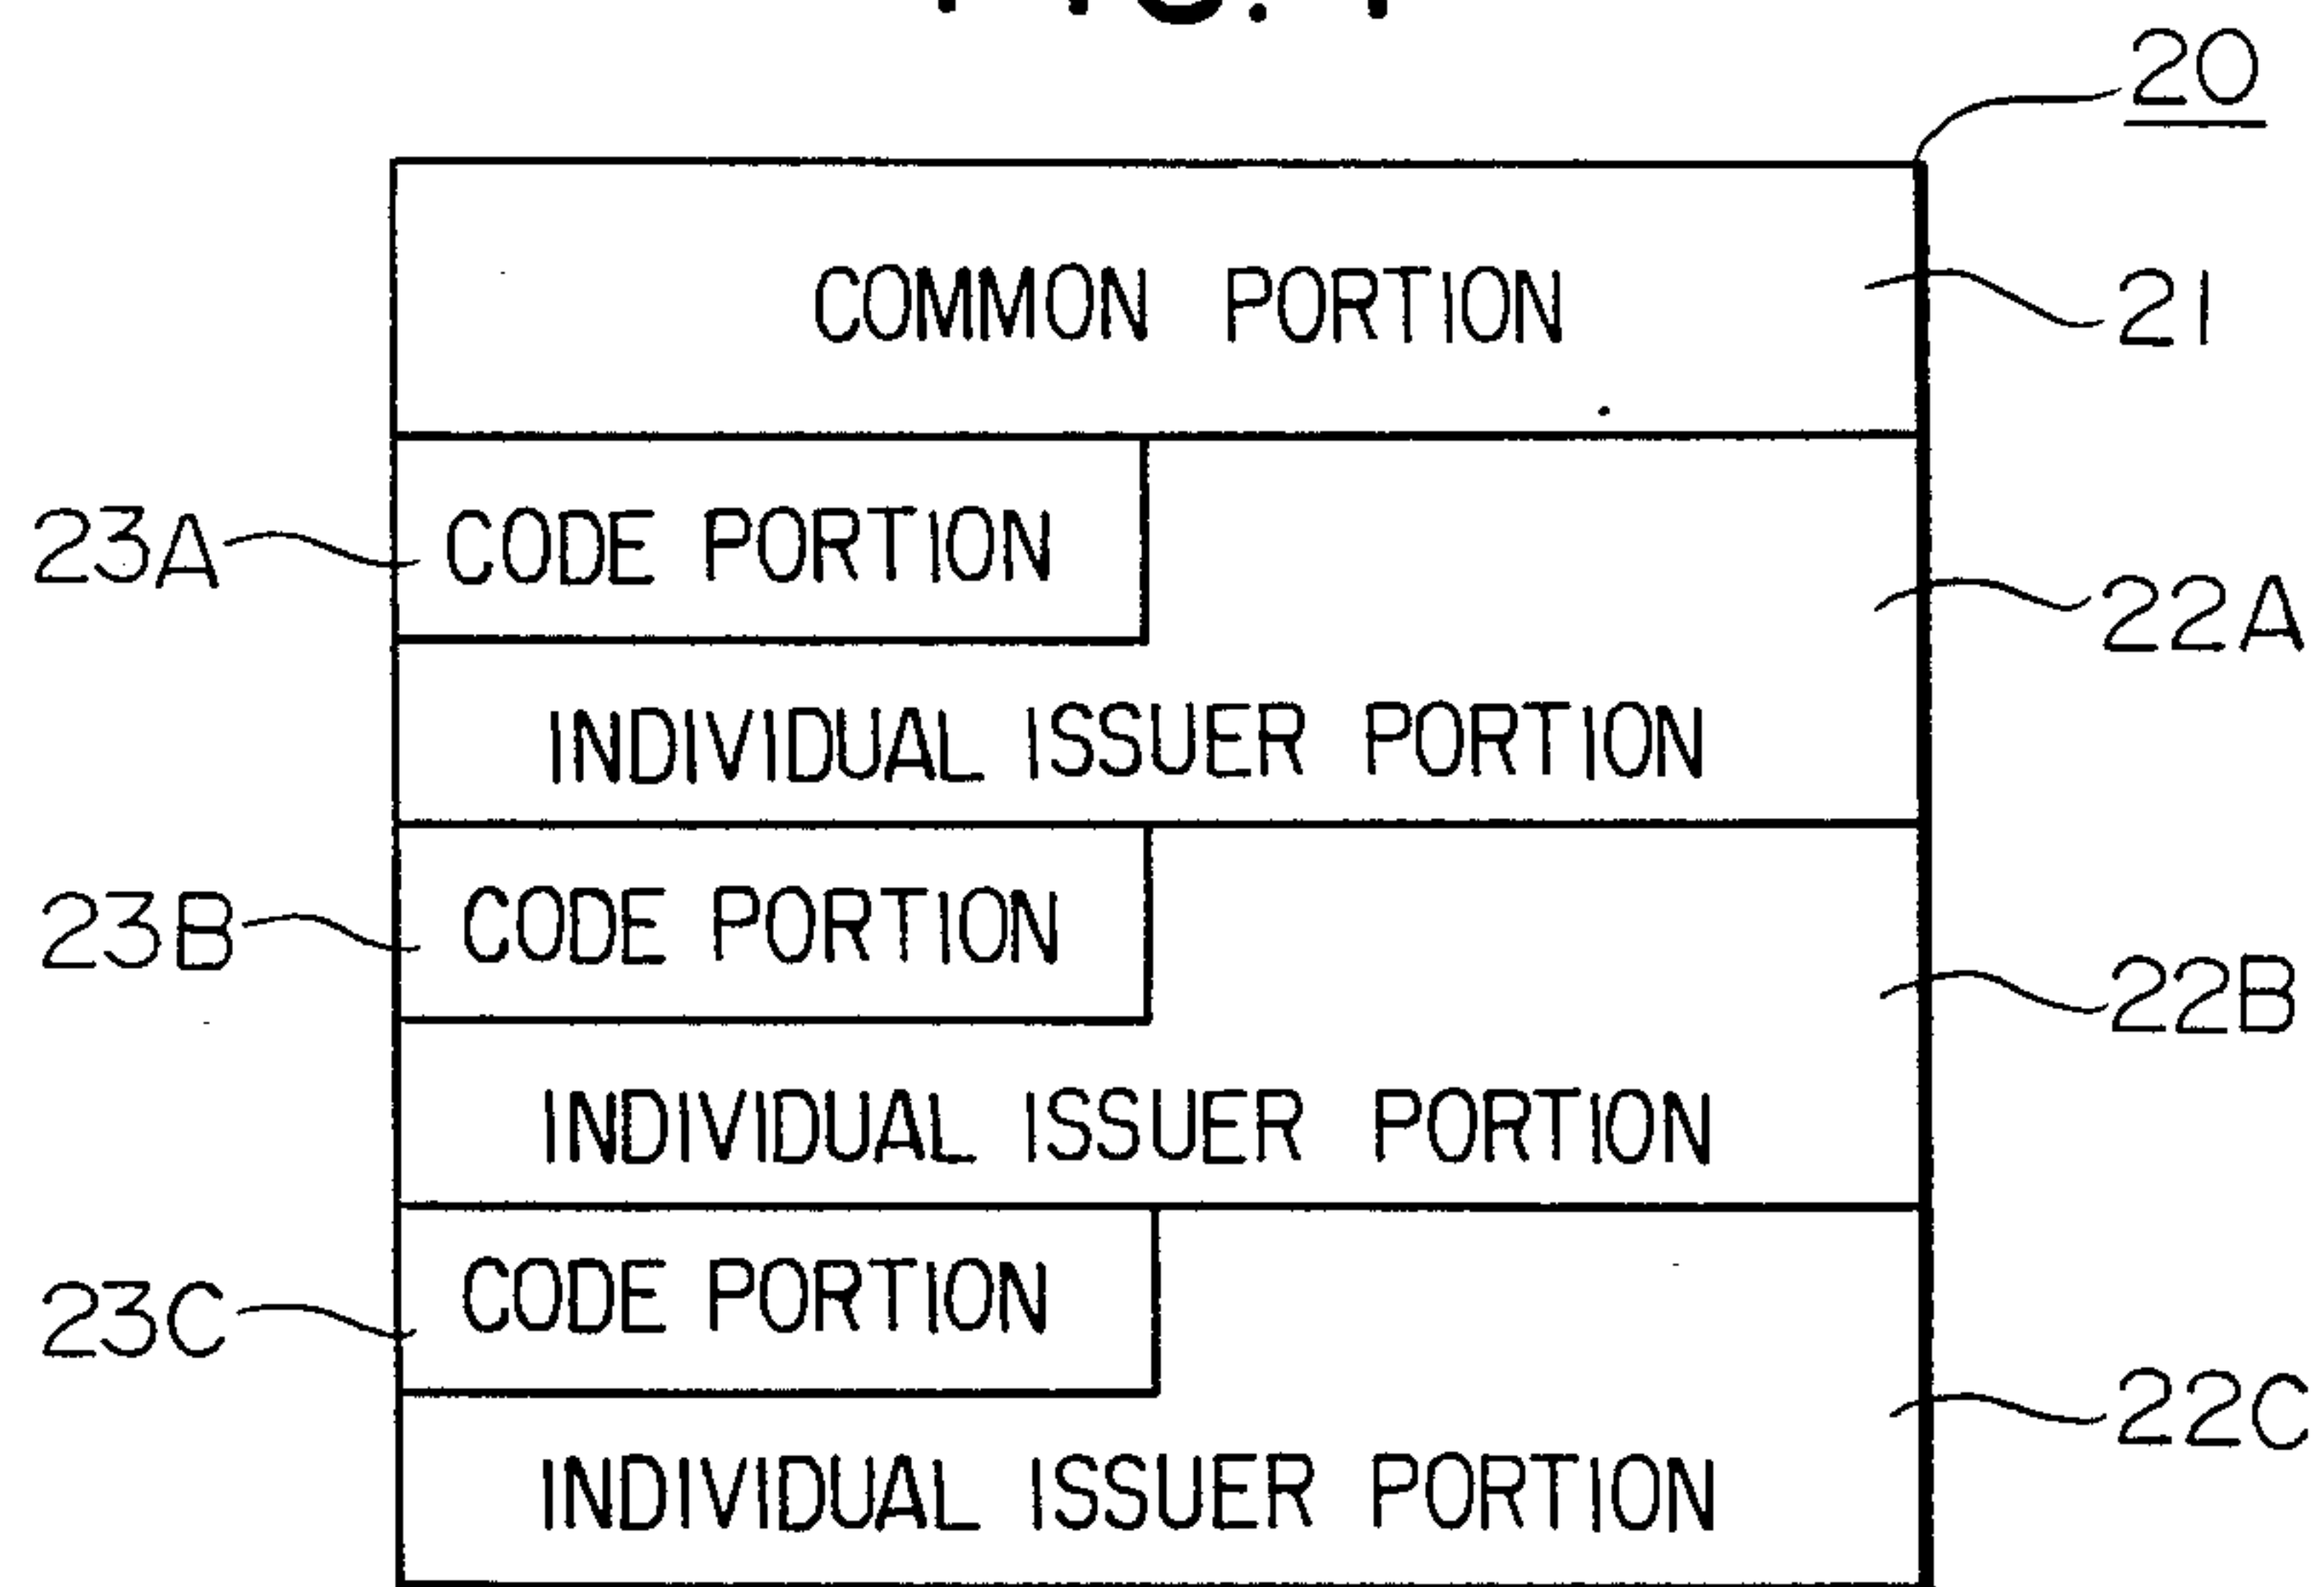 20
COMMON PORTION
21
23A
CODE PORTION
22A
INDIVIDUAL ISSUER PORTION
23B
CODE PORTION
22B
INDIVIDUAL ISSUER PORTION
23C
CODE PORTION
22C
INDIVIDUAL ISSUER PORTION